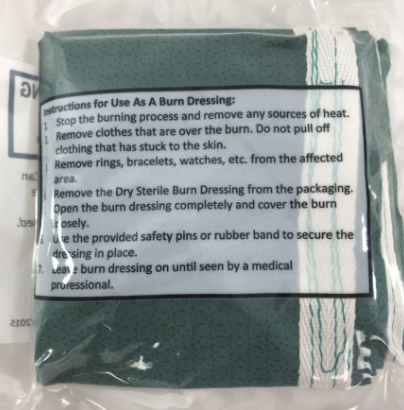 Instructions for Use As A Burn Dressing:
Stop the burning process and remove any sources of heat.
Remove clothes that are over the burn. Do not pull off
clothing that has stuck to the skin.
Remove rings, bracelets, watches, etc. from the affected
area.
Remove the Dry Sterile Burn Dressing from the packaging.
Open the burn dressing completely and cover the burn
Use the provided safety pins or rubber band to secure the
dressing in place.
7. Leave burn dressing on until seen by a medical
professional.
2015